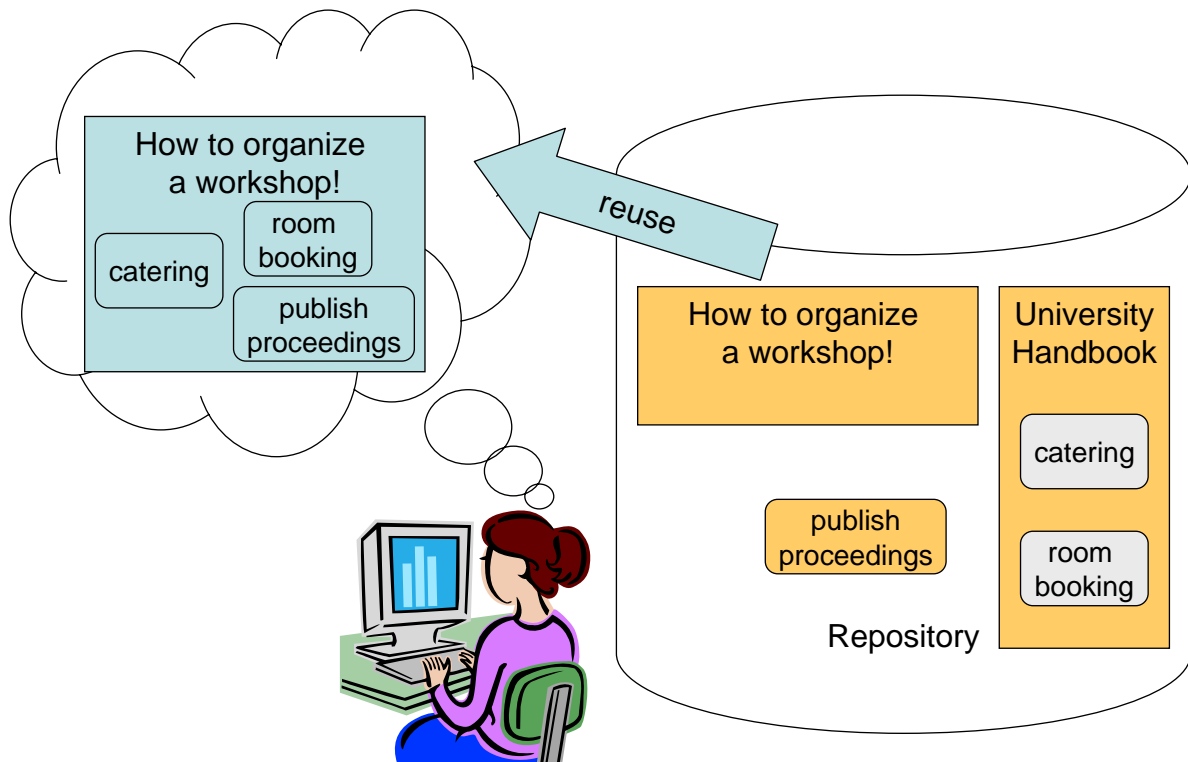 How to organize
a workshop!
room
booking
catering
publish
proceedings
reuse
How to organize
a workshop!
University
Handbook
catering
publish
proceedings
room
booking
Repository